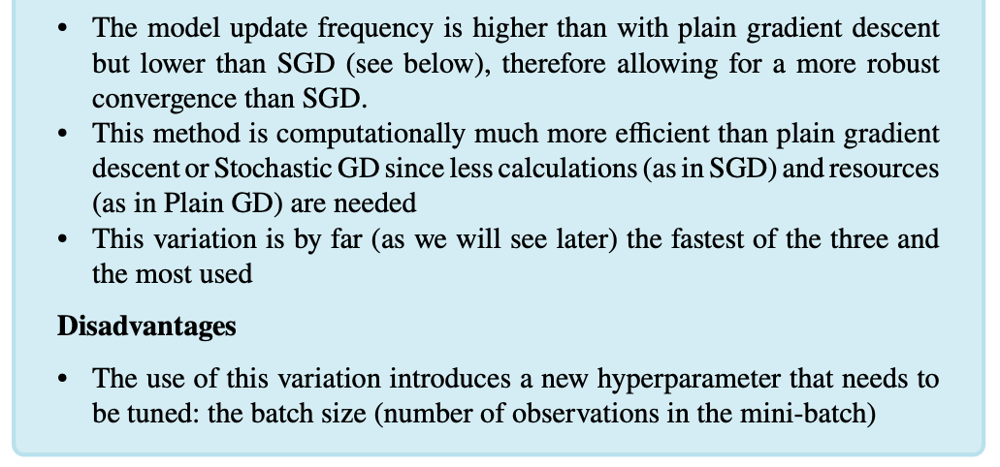 • The model update frequency is higher than with plain gradient descent
but lower than SGD (see below), therefore allowing for a more robust
convergence than SGD.
• This method is computationally much more efficient than plain gradient
descent or Stochastic GD since less calculations (as in SGD) and resources
(as in Plain GD) are needed
• This variation is by far (as we will see later) the fastest of the three and
the most used
Disadvantages
• The use of this variation introduces a new hyperparameter that needs to
be tuned: the batch size (number of observations in the mini-batch)